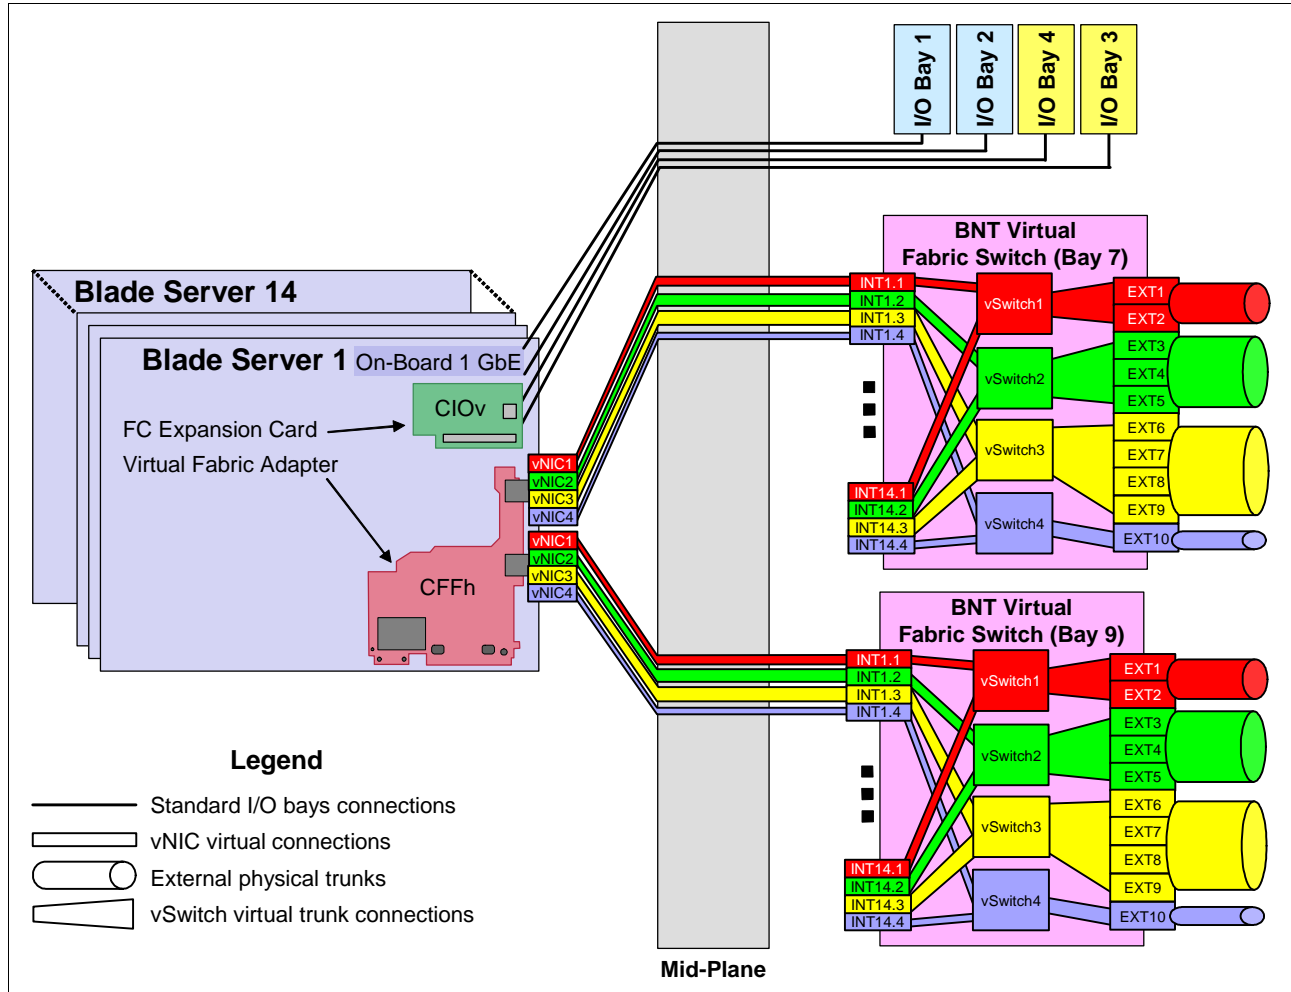 I/O Bay 1
I/O Bay 2
I/O Bay 4
I/O Bay 3
Blade Server 14
Blade Server 1
On-Board 1 GbE
CIOv
FC Expansion Card
Virtual Fabric Adapter
CFFh
vNIC1
vNIC2
vNIC3
vNIC4
vNIC1
vNIC2
vNIC3
vNIC4
BNT Virtual
Fabric Switch (Bay 7)
INT1.1
INT1.2
INT1.3
INT1.4
INT14.1
INT14.2
INT14.3
INT14.4
vSwitch1
vSwitch2
vSwitch3
vSwitch4
EXT1
EXT2
EXT3
EXT4
EXT5
EXT6
EXT7
EXT8
EXT9
EXT10
BNT Virtual
Fabric Switch (Bay 9)
INT1.1
INT1.2
INT1.3
INT1.4
INT14.1
INT14.2
INT14.3
INT14.4
vSwitch1
vSwitch2
vSwitch3
vSwitch4
EXT1
EXT2
EXT3
EXT4
EXT5
EXT6
EXT7
EXT8
EXT9
EXT10
Legend
Standard I/O bays connections
vNIC virtual connections
External physical trunks
vSwitch virtual trunk connections
Mid-Plane